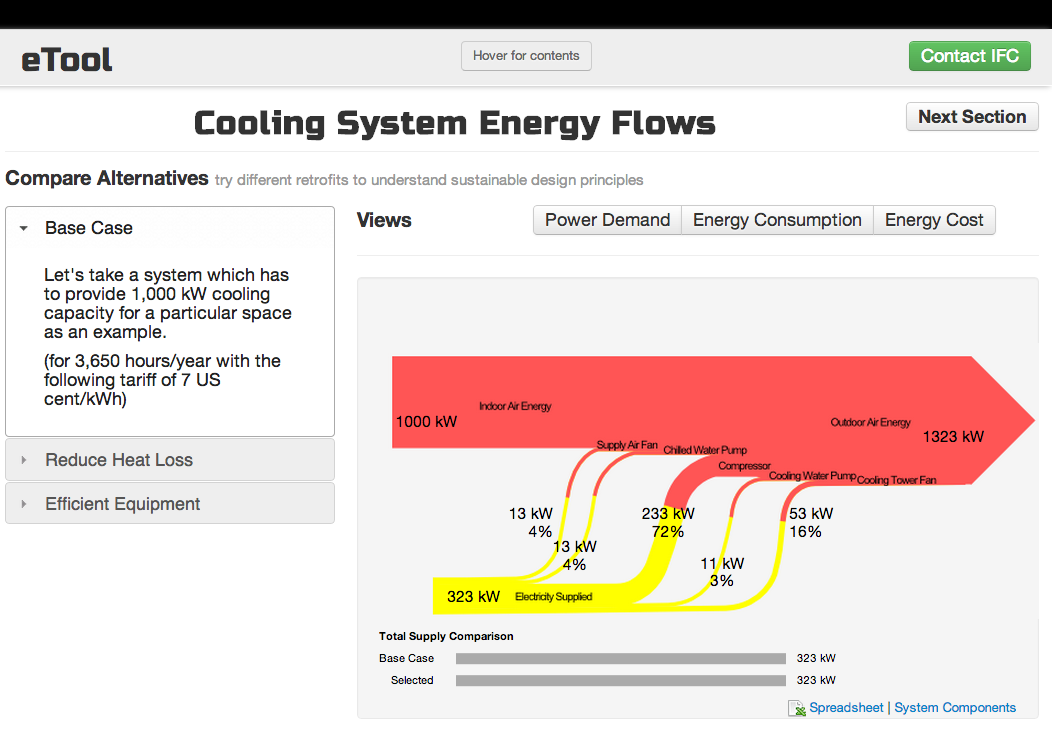 eTool
Hover for contents
Contact IFC
Cooling System Energy Flows
Next Section
Compare Alternatives try different retrofits to understand sustainable design principles
Base Case
Let's take a system which has
to provide 1,000 kW cooling
capacity for a particular space
as an example.
(for 3,650 hours/year with the
following tariff of 7 US
cent/kWh)
Reduce Heat Loss
Efficient Equipment
Views
Power Demand
Energy Consumption
Energy Cost
Indoor Air Energy
1000 kW
Outdoor Air Energy
1323 kW
Supply Air Fan
Chilled Water Pump
Compressor
Cooling Water Pump
Cooling Tower Fan
13 kW
4%
13 kW
4%
233 kW
72%
11 kW
3%
53 kW
16%
323 kW
Electricity Supplied
Total Supply Comparison
Base Case 323 kW
Selected 323 kW
Spreadsheet | System Components